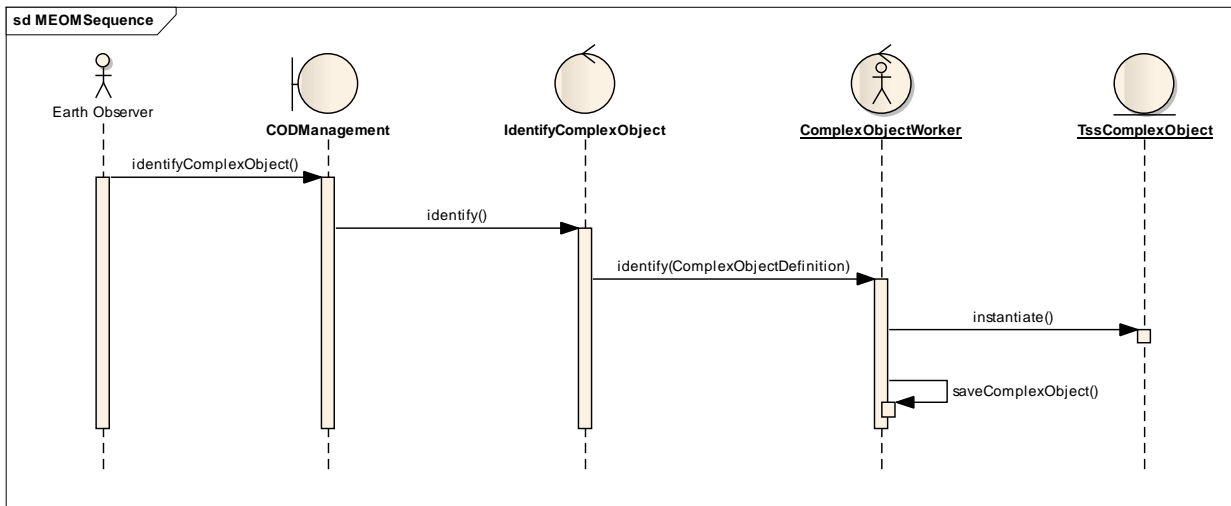 sd MEOMSequence
Earth Observer
CODManagement
IdentifyComplexObject
ComplexObjectWorker
TssComplexObject
identifyComplexObject()
identify()
identify(ComplexObjectDefinition)
instantiate()
saveComplexObject()